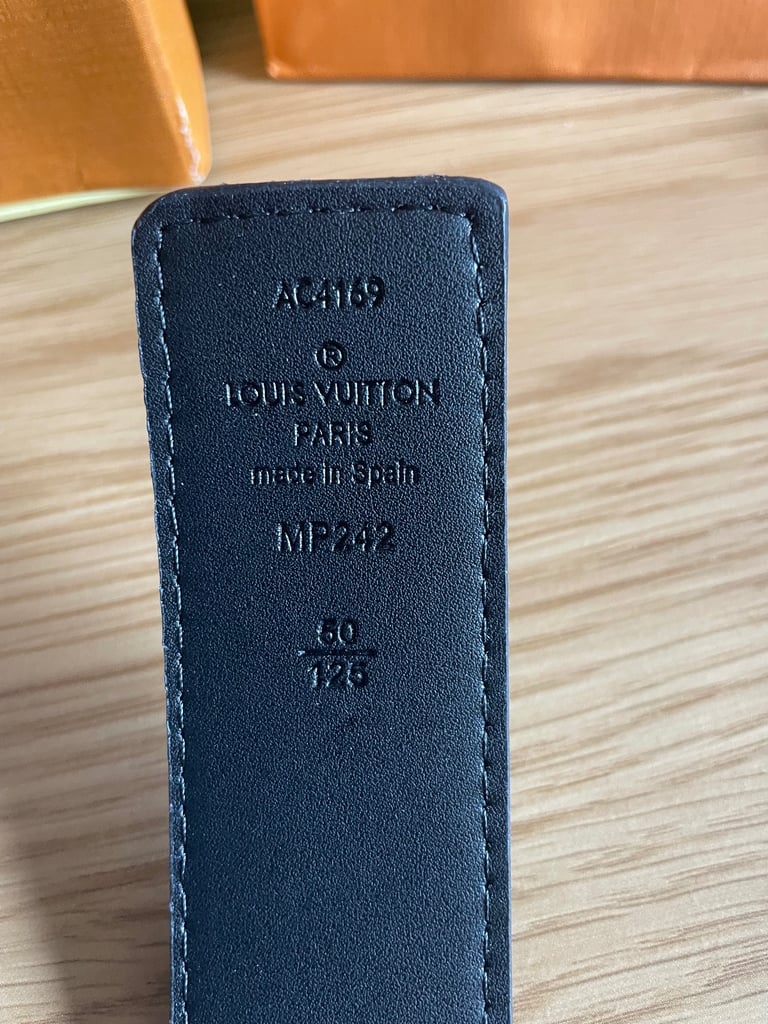 AC4169
®
LOUIS VUITTON
PARIS
made in Spain
MP242
50
125